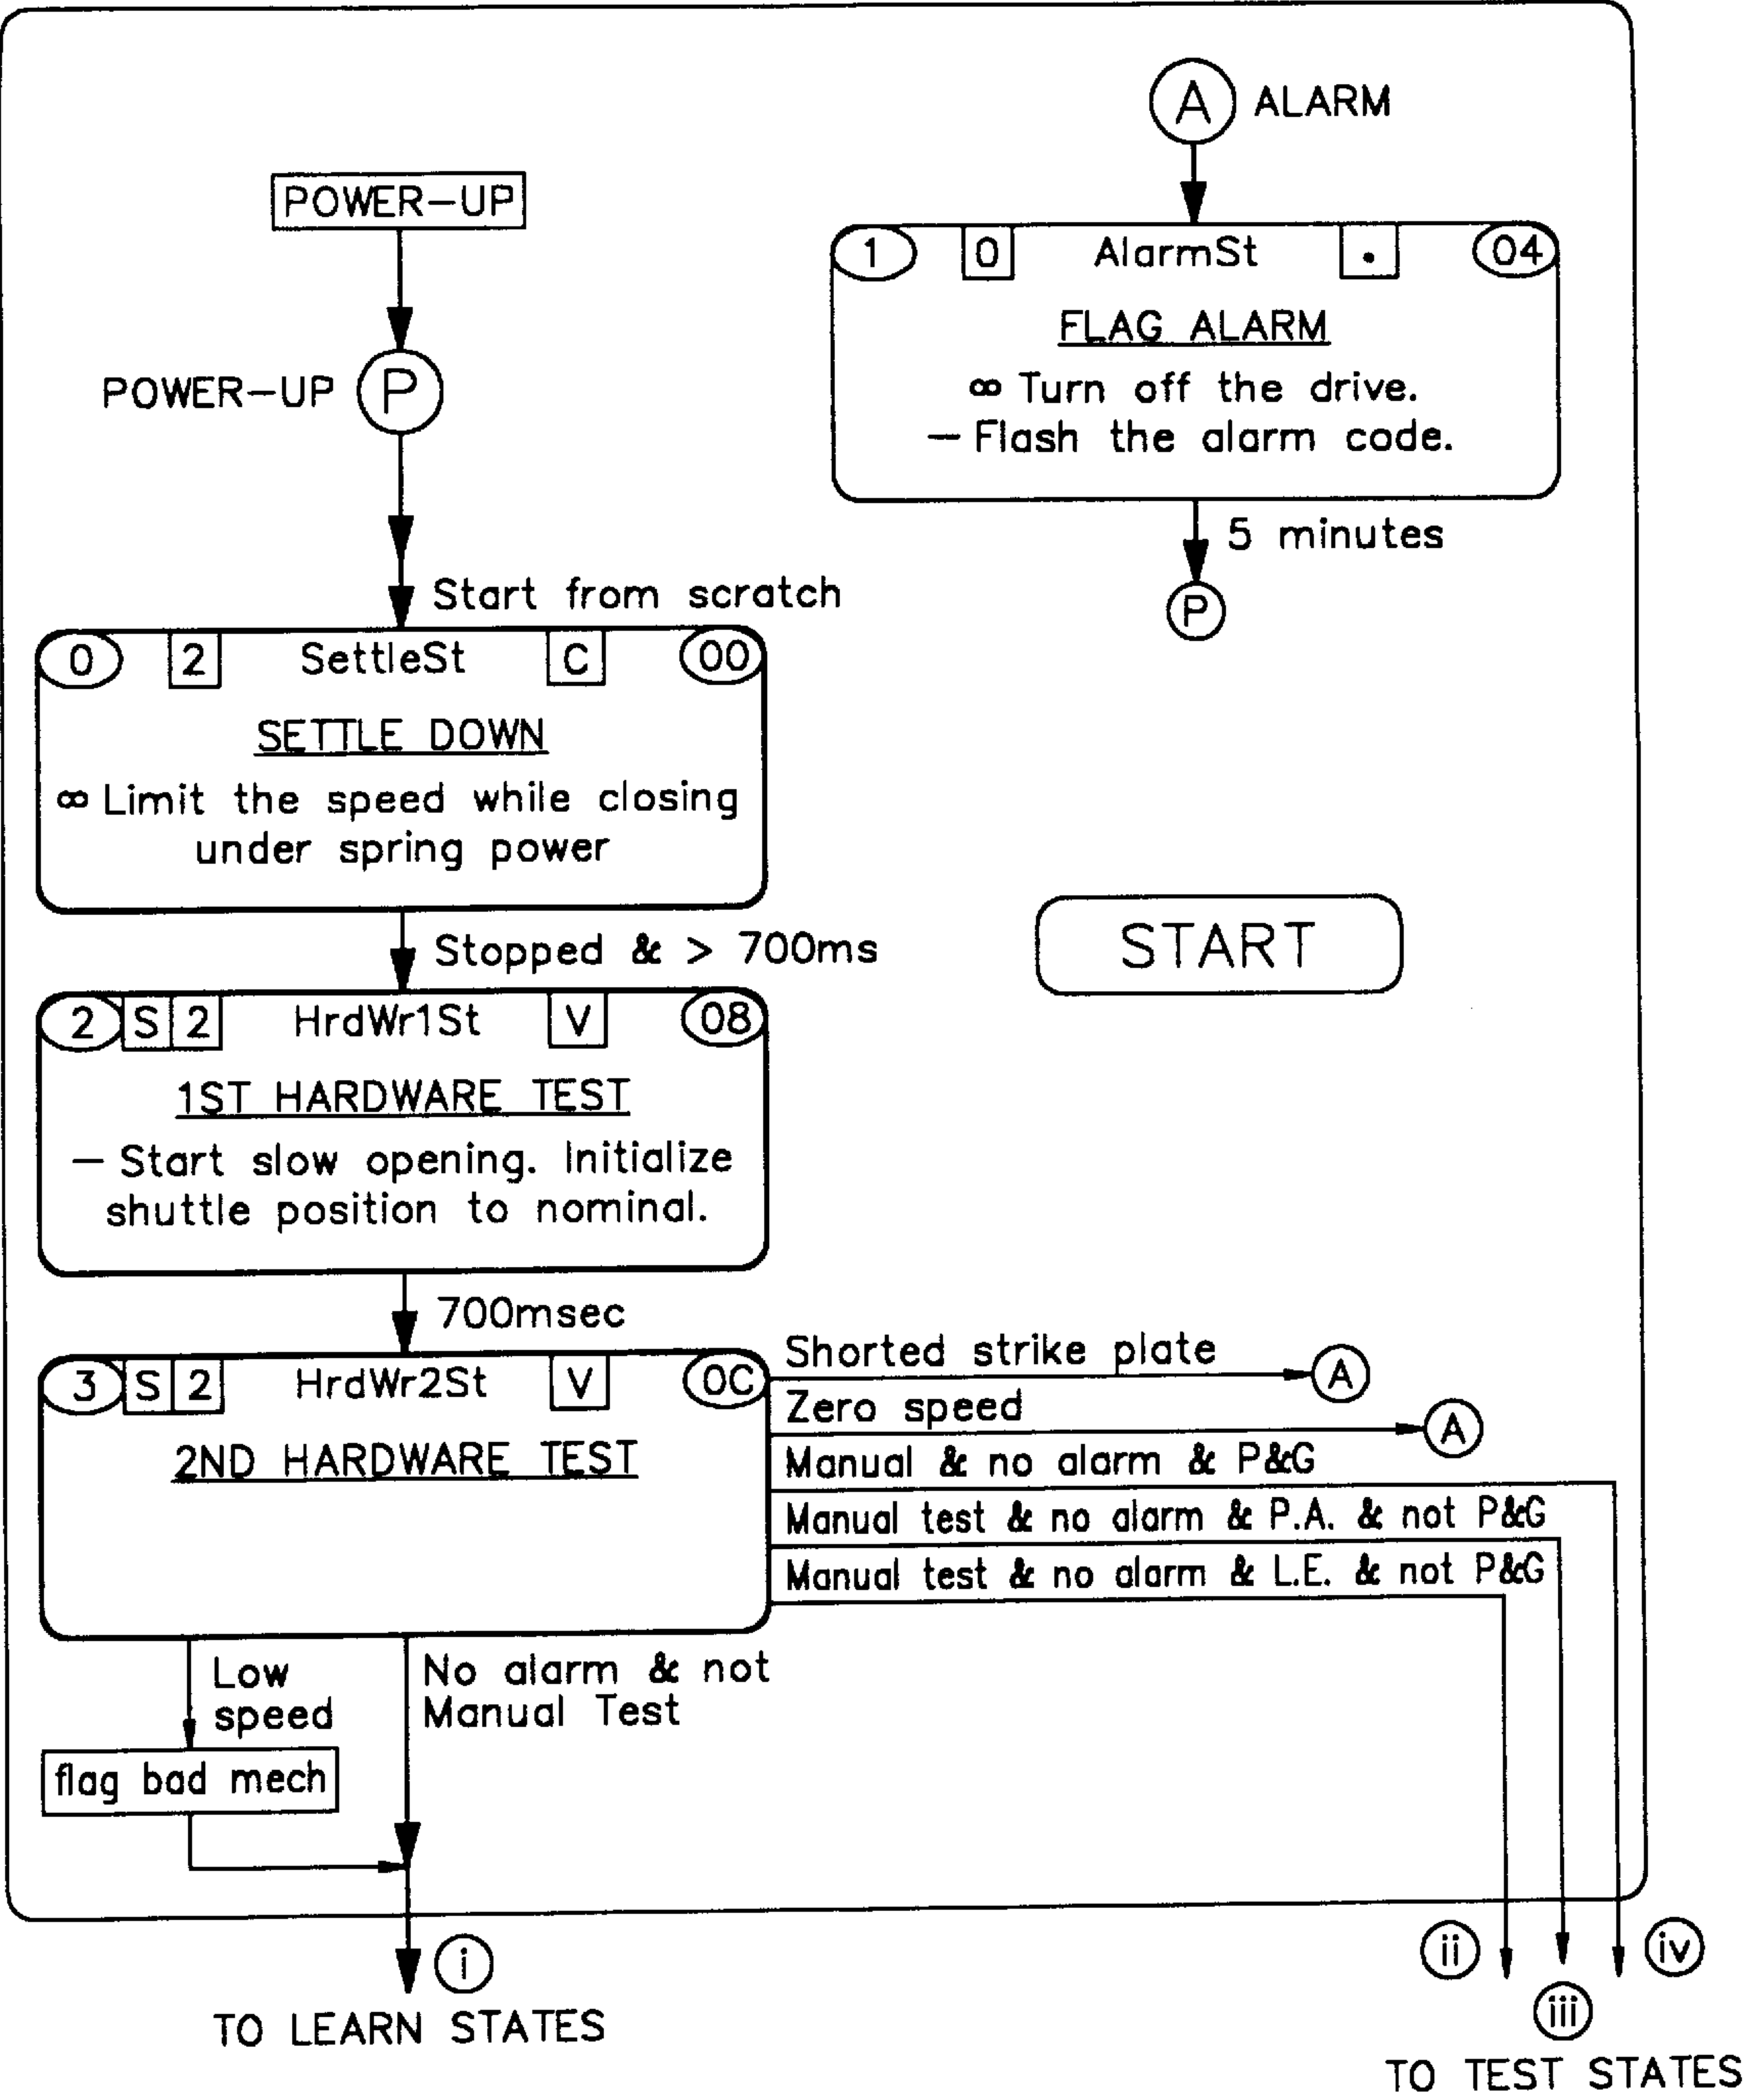 A ALARM
POWER-UP
POWER-UP P
1 0 AlarmSt . 04
FLAG ALARM
∞ Turn off the drive.
– Flash the alarm code.
5 minutes
P
Start from scratch
0 2 SettleSt C 00
SETTLE DOWN
∞ Limit the speed while closing
under spring power
START
Stopped & > 700ms
2 S 2 HrdWr1St V 08
1ST HARDWARE TEST
– Start slow opening. Initialize
shuttle position to nominal.
700msec
3 S 2 HrdWr2St V 0C
2ND HARDWARE TEST
Shorted strike plate A
Zero speed A
Manual & no alarm & P&G
Manual test & no alarm & P.A. & not P&G
Manual test & no alarm & L.E. & not P&G
Low
speed
No alarm & not
Manual Test
flag bad mech
i
TO LEARN STATES
ii
iii
iv
TO TEST STATES